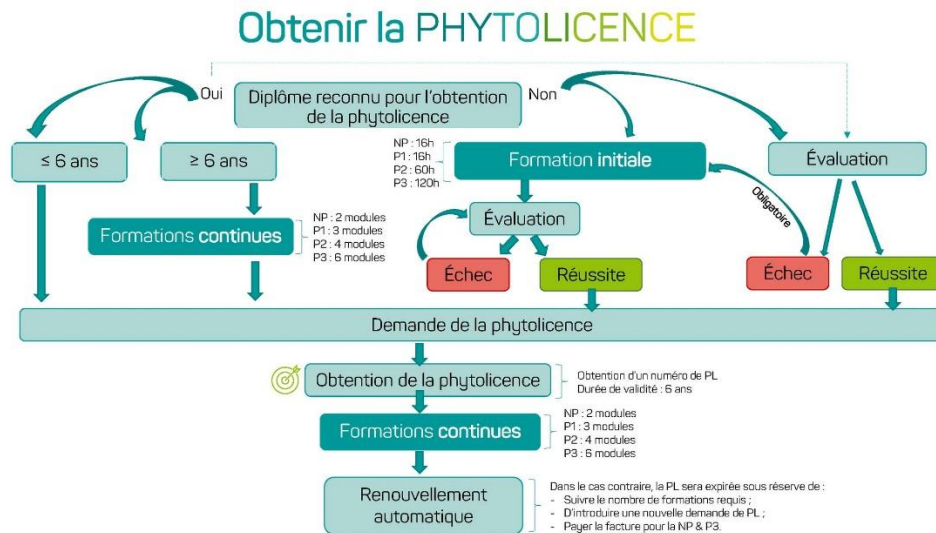 Obtenir la PHYTOLICENCE
Oui
Diplôme reconnu pour l'obtention
de la phytolicence
Non
≤ 6 ans
≥ 6 ans
NP : 16h
P1 : 16h
P2 : 60h
P3 : 120h
Formation initiale
Évaluation
Obligatoire
Formations continues
NP : 2 modules
P1 : 3 modules
P2 : 4 modules
P3 : 6 modules
Évaluation
Échec
Réussite
Échec
Réussite
Demande de la phytolicence
Obtention de la phytolicence
Obtention d'un numéro de PL
Durée de validité : 6 ans
Formations continues
NP : 2 modules
P1 : 3 modules
P2 : 4 modules
P3 : 6 modules
Renouvellement
automatique
Dans le cas contraire, la PL sera expirée sous réserve de :
- Suivre le nombre de formations requis ;
- D'introduire une nouvelle demande de PL ;
- Payer la facture pour la NP & P3.